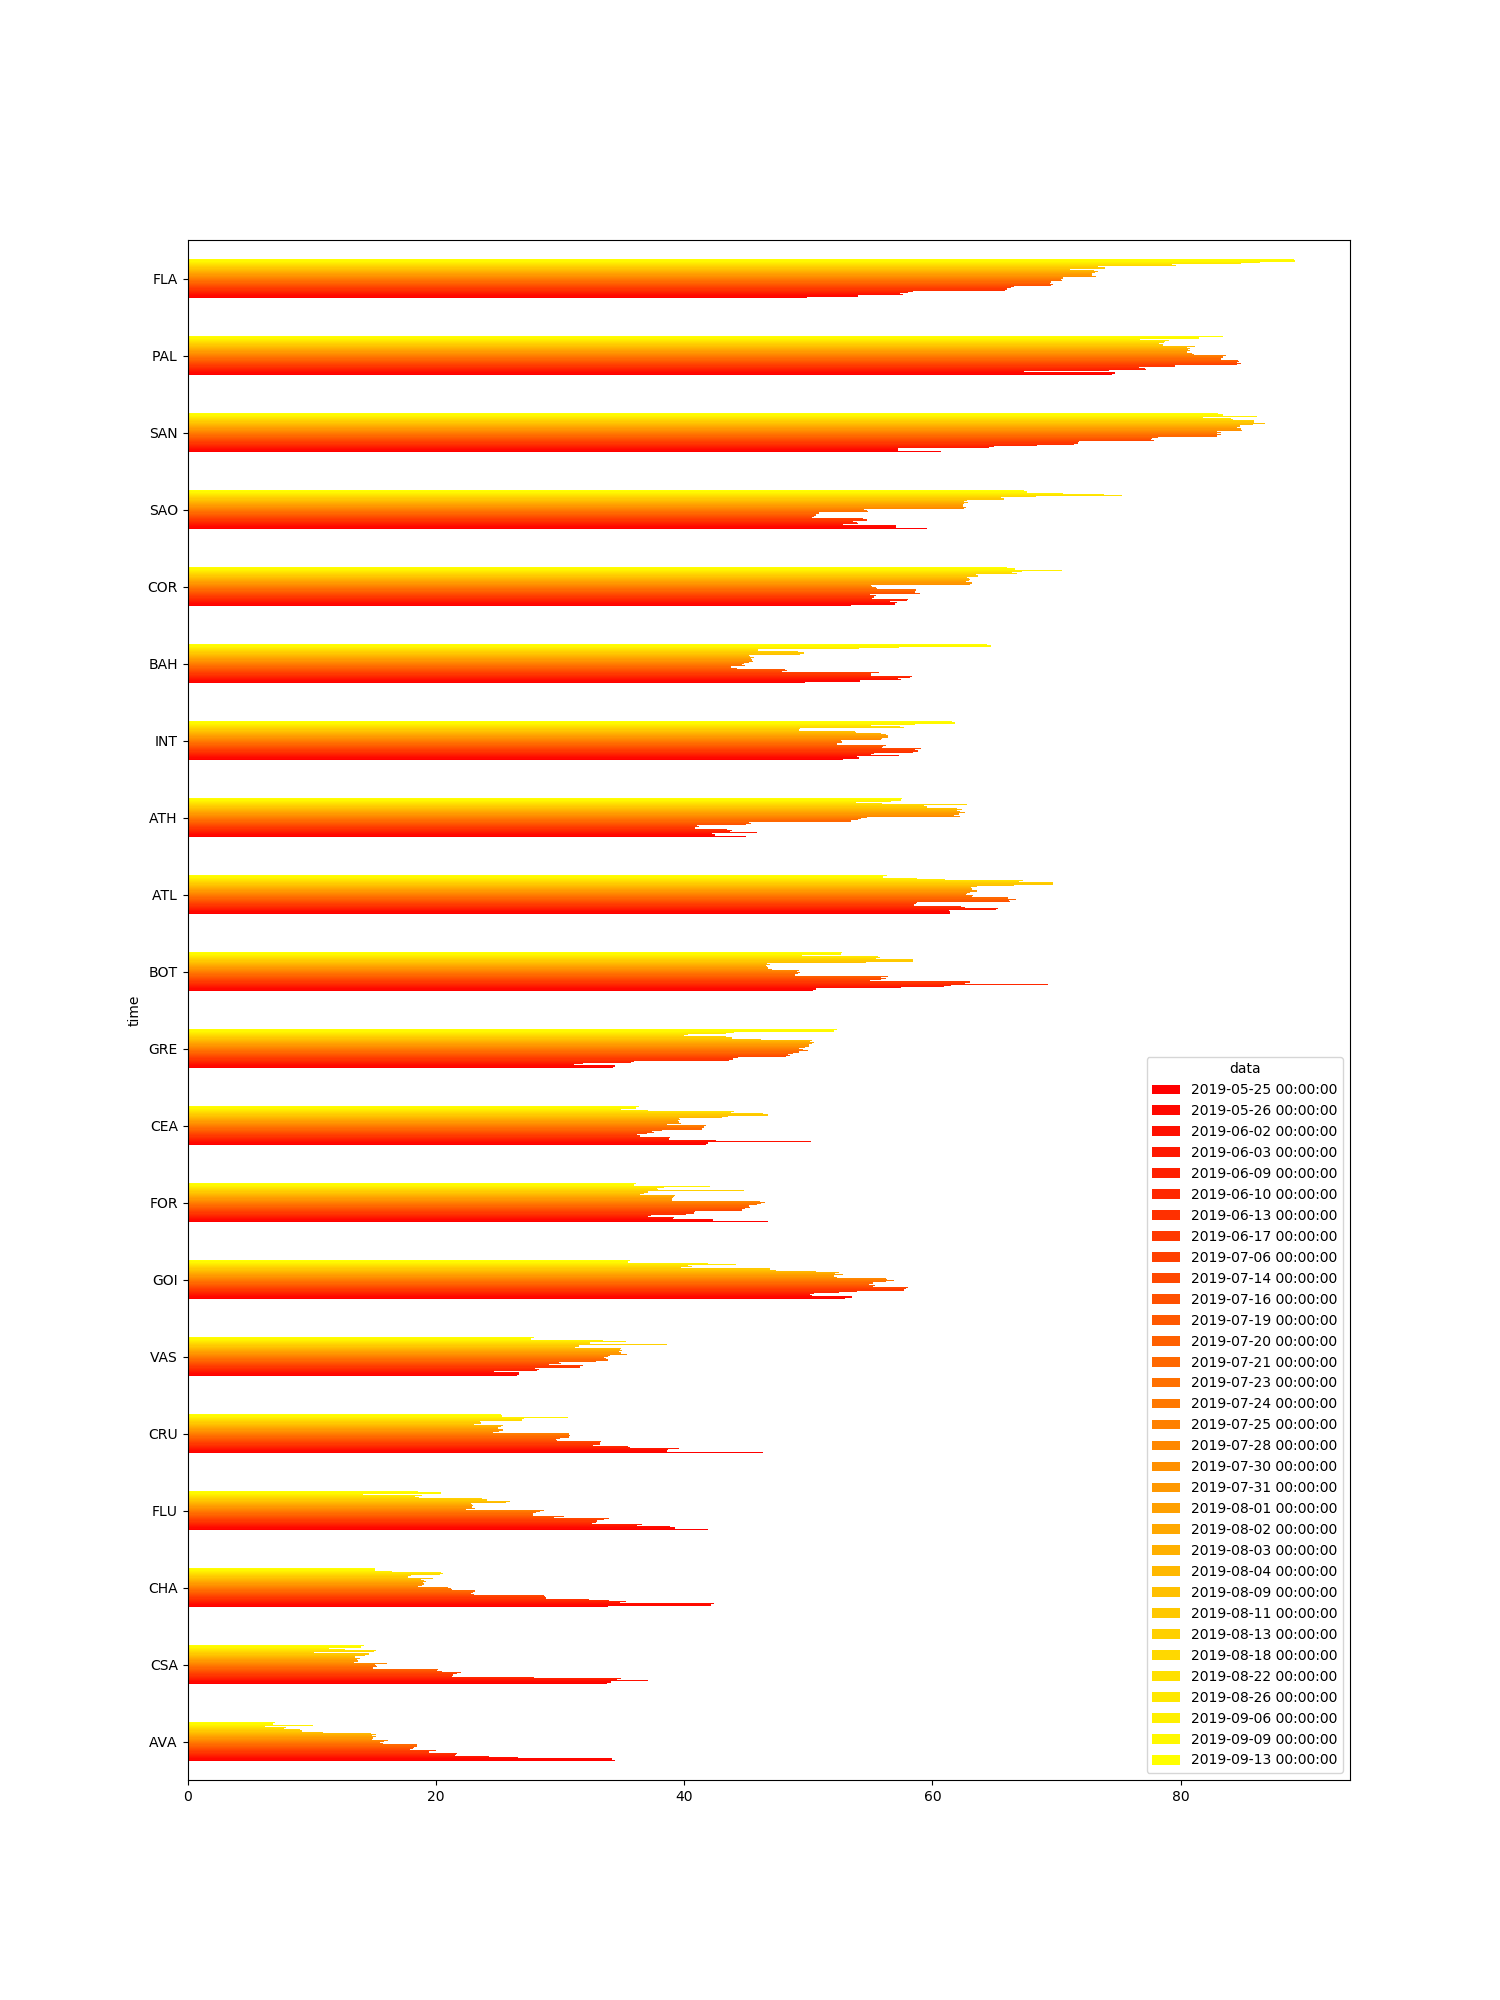 FLA
PAL
SAN
SAO
COR
BAH
INT
ATH
ATL
BOT
GRE
CEA
FOR
GOI
VAS
CRU
FLU
CHA
CSA
AVA
time
0 20 40 60 80
data
2019-05-25 00:00:00
2019-05-26 00:00:00
2019-06-02 00:00:00
2019-06-03 00:00:00
2019-06-09 00:00:00
2019-06-10 00:00:00
2019-06-13 00:00:00
2019-06-17 00:00:00
2019-07-06 00:00:00
2019-07-14 00:00:00
2019-07-16 00:00:00
2019-07-19 00:00:00
2019-07-20 00:00:00
2019-07-21 00:00:00
2019-07-23 00:00:00
2019-07-24 00:00:00
2019-07-25 00:00:00
2019-07-28 00:00:00
2019-07-30 00:00:00
2019-07-31 00:00:00
2019-08-01 00:00:00
2019-08-02 00:00:00
2019-08-03 00:00:00
2019-08-04 00:00:00
2019-08-09 00:00:00
2019-08-11 00:00:00
2019-08-13 00:00:00
2019-08-18 00:00:00
2019-08-22 00:00:00
2019-08-26 00:00:00
2019-09-06 00:00:00
2019-09-09 00:00:00
2019-09-13 00:00:00